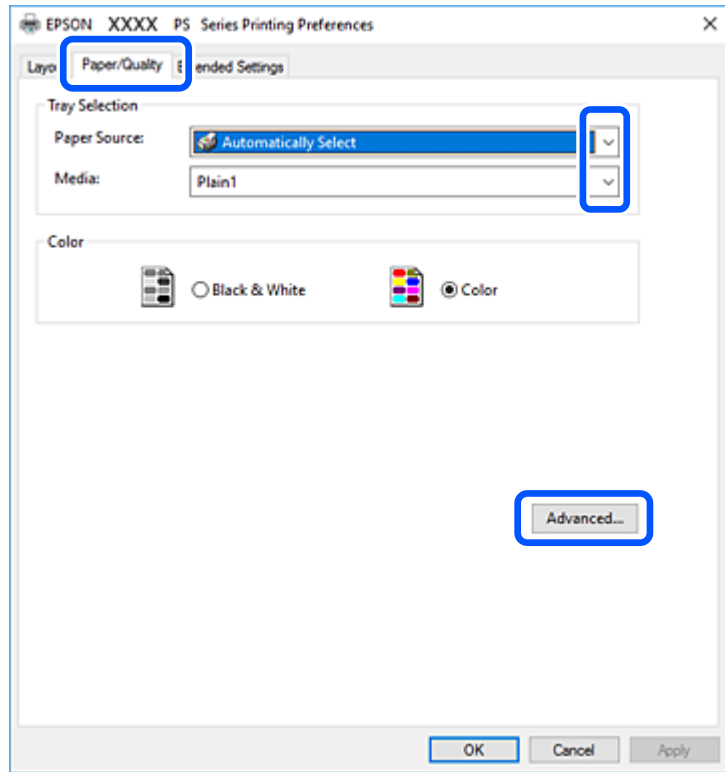 EPSON XXXX PS Series Printing Preferences
Paper/Quality
Tray Selection
Paper Source: Automatically Select
Media: Plain1
Color
Black & White Color
Advanced...
OK Cancel Apply